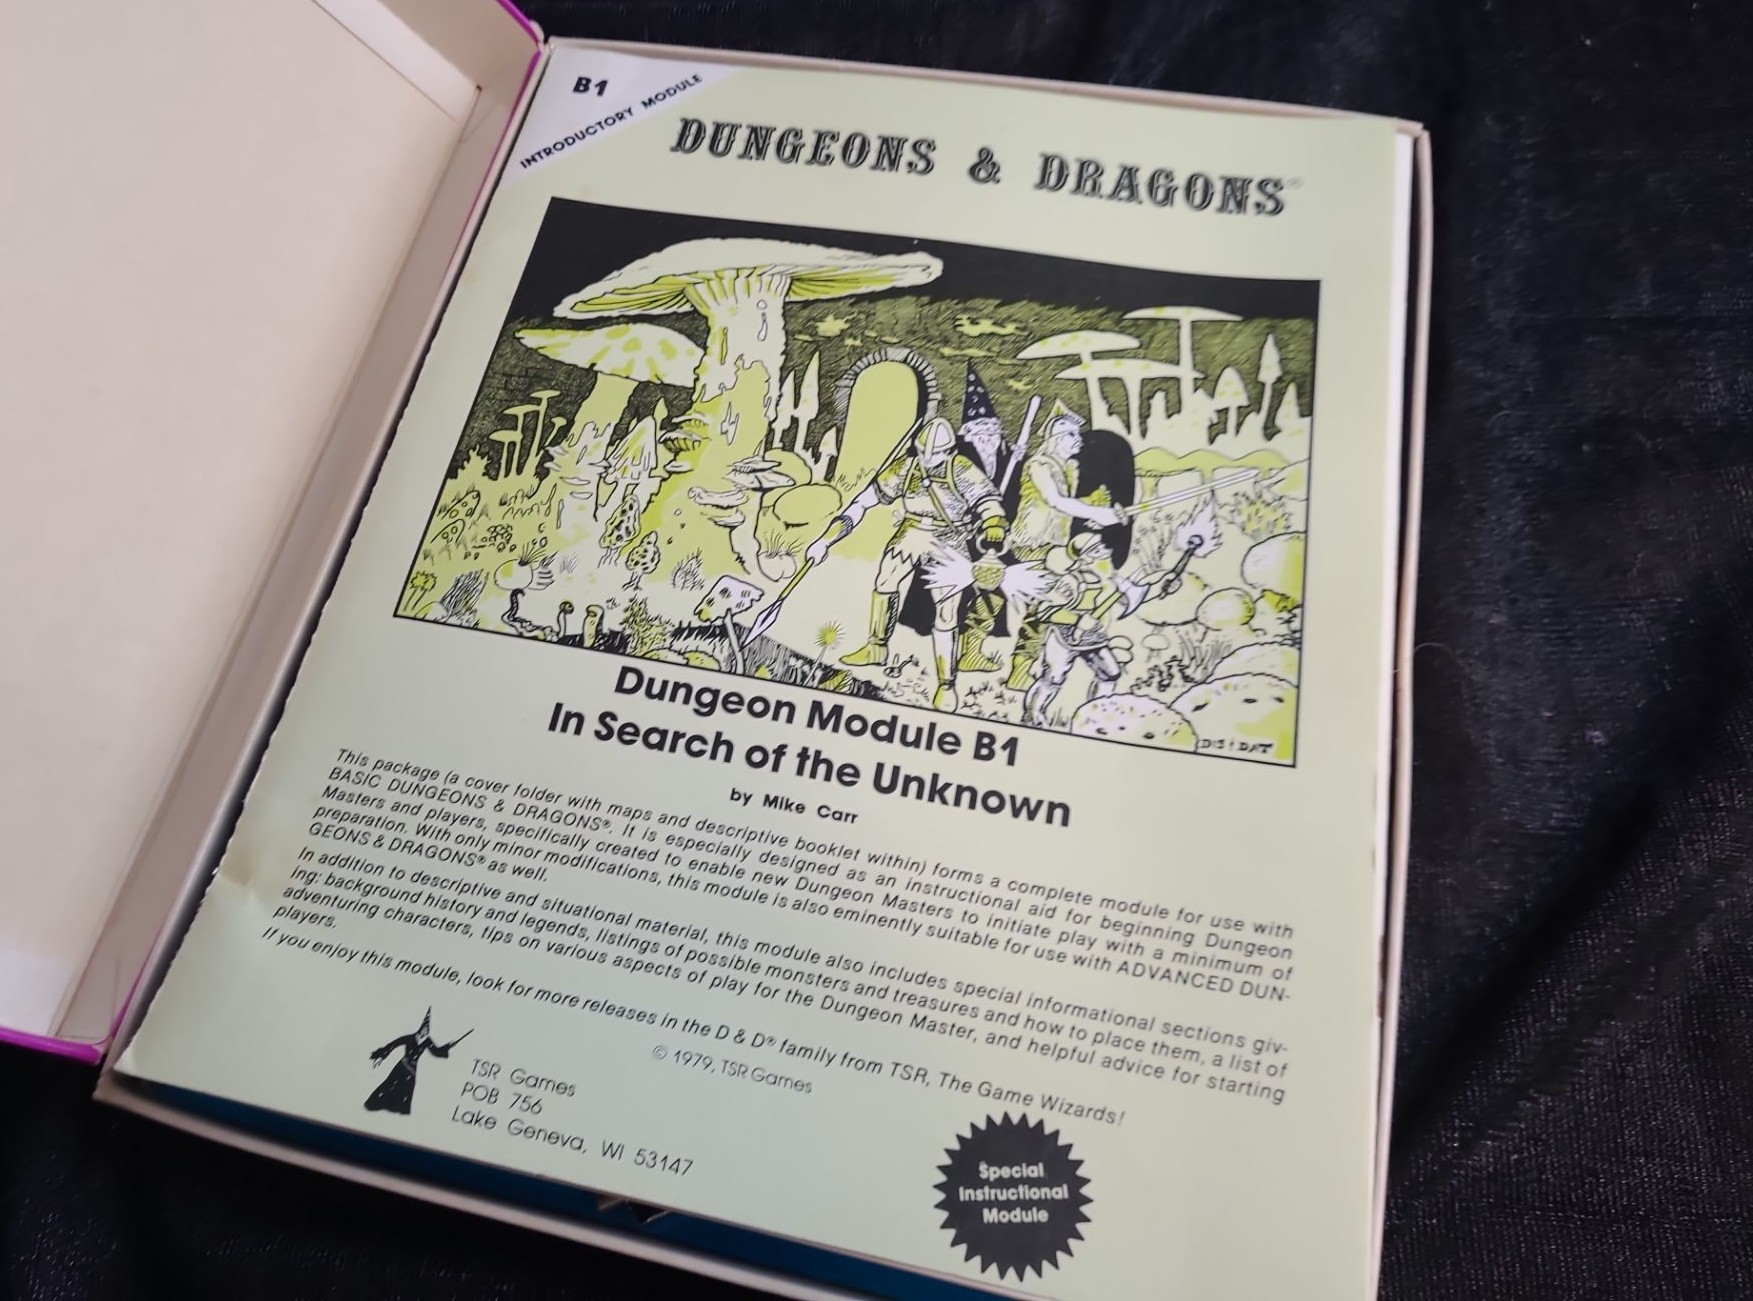 B1
INTRODUCTORY MODULE
DUNGEONS & DRAGONS®
DIS & DAT
Dungeon Module B1
In Search of the Unknown
by Mike Carr
This package (a cover folder with maps and descriptive booklet within) forms a complete module for use with
BASIC DUNGEONS & DRAGONS®. It is especially designed as an instructional aid for beginning Dungeon
Masters and players, specifically created to enable new Dungeon Masters to initiate play with a minimum of
preparation. With only minor modifications, this module is also eminently suitable for use with ADVANCED DUN-
GEONS & DRAGONS® as well.
In addition to descriptive and situational material, this module also includes special informational sections giv-
ing: background history and legends, listings of possible monsters and treasures and how to place them, a list of
adventuring characters, tips on various aspects of play for the Dungeon Master, and helpful advice for starting
players.
If you enjoy this module, look for more releases in the D & D® family from TSR, The Game Wizards!
© 1979, TSR Games
TSR Games
POB 756
Lake Geneva, WI 53147
Special
Instructional
Module